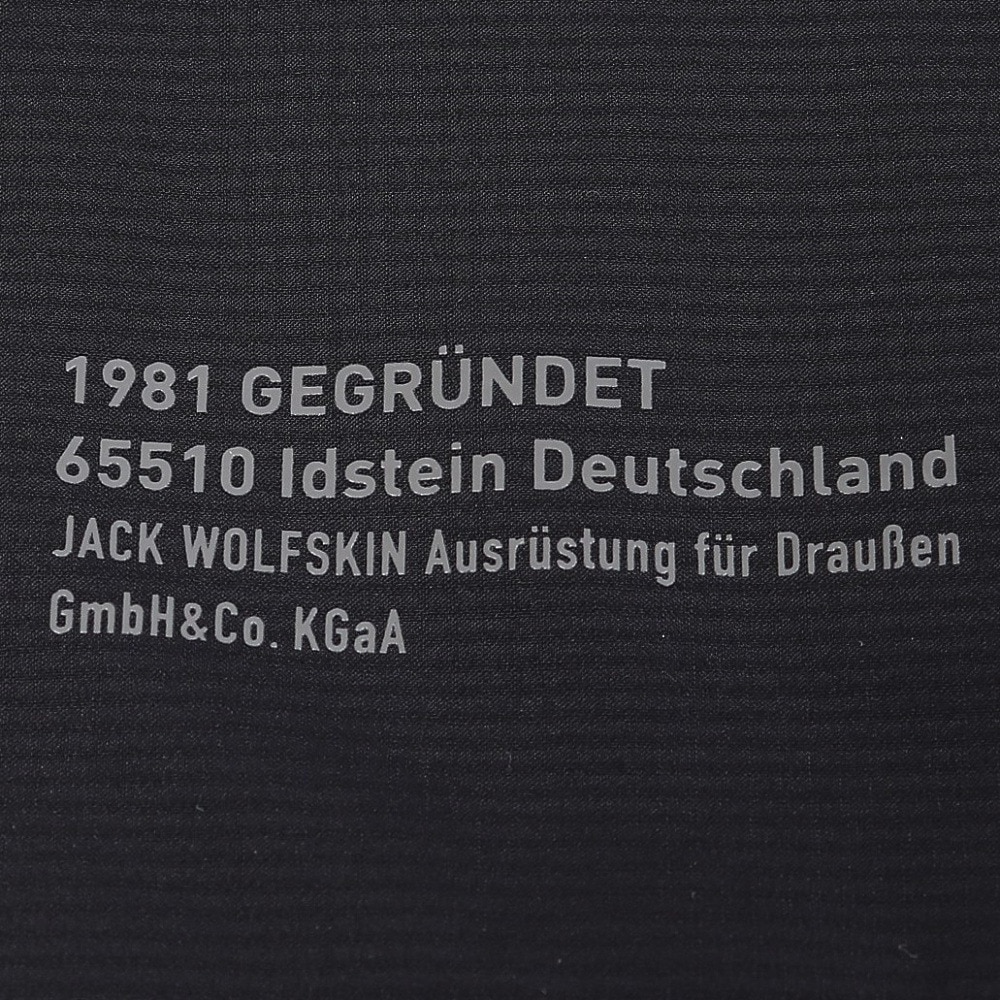 1981 GEGRÜNDET
65510 Idstein Deutschland
JACK WOLFSKIN Ausrüstung für Draußen
GmbH&Co. KGaA